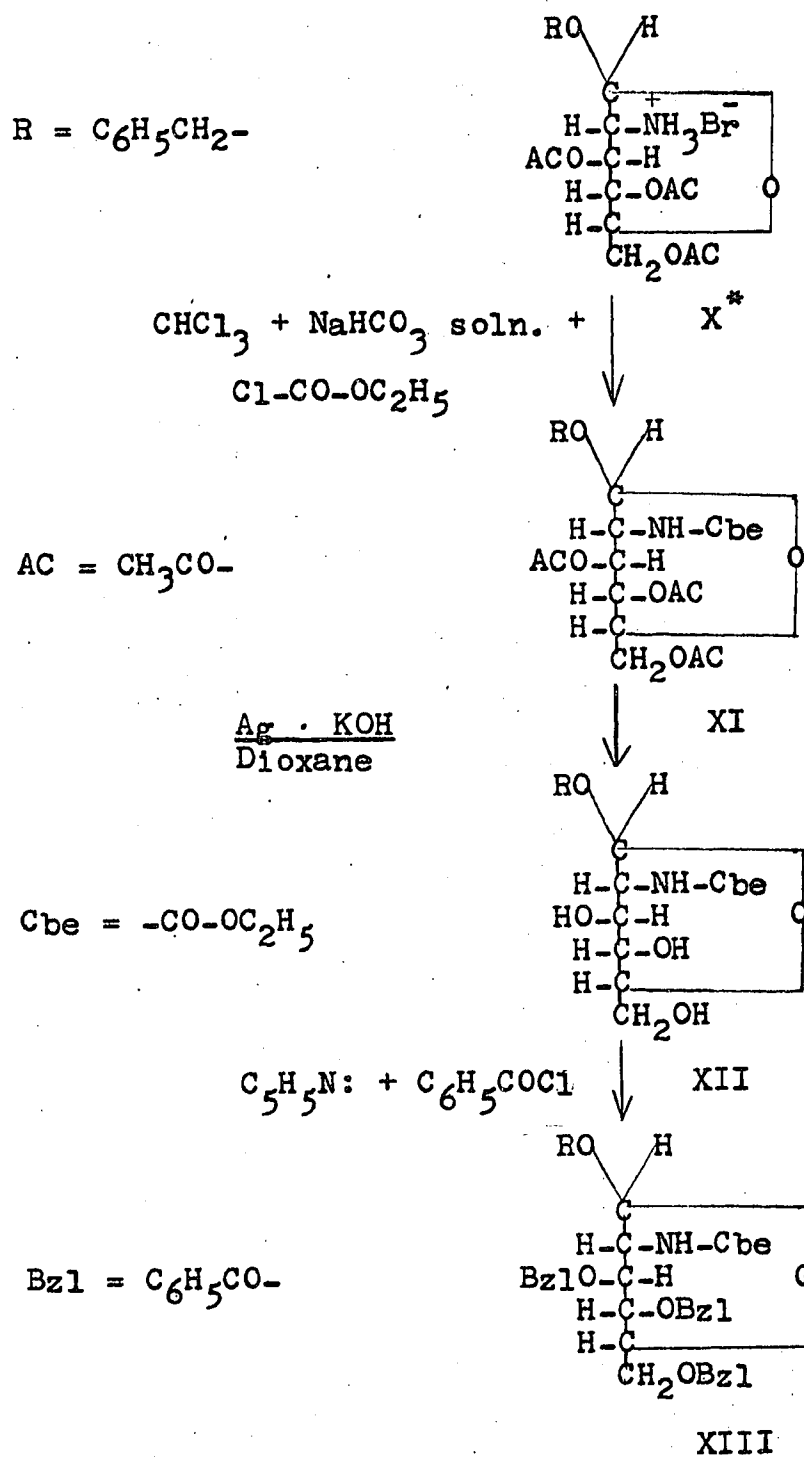 RO H
C
R = C6H5CH2-
H-C-NH3Br
+ -
ACO-C-H
O
H-C-OAC
H-C
CH2OAC
CHCl3 + NaHCO3 soln. +
X*
Cl-CO-OC2H5
RO H
C
H-C-NH-Cbe
AC = CH3CO-
ACO-C-H
O
H-C-OAC
H-C
CH2OAC
Ag . KOH
XI
Dioxane
RO H
C
H-C-NH-Cbe
Cbe = -CO-OC2H5
HO-C-H
O
H-C-OH
H-C
CH2OH
C5H5N: + C6H5COCl
XII
RO H
C
H-C-NH-Cbe
Bzl = C6H5CO-
BzlO-C-H
O
H-C-OBzl
H-C
CH2OBzl
XIII